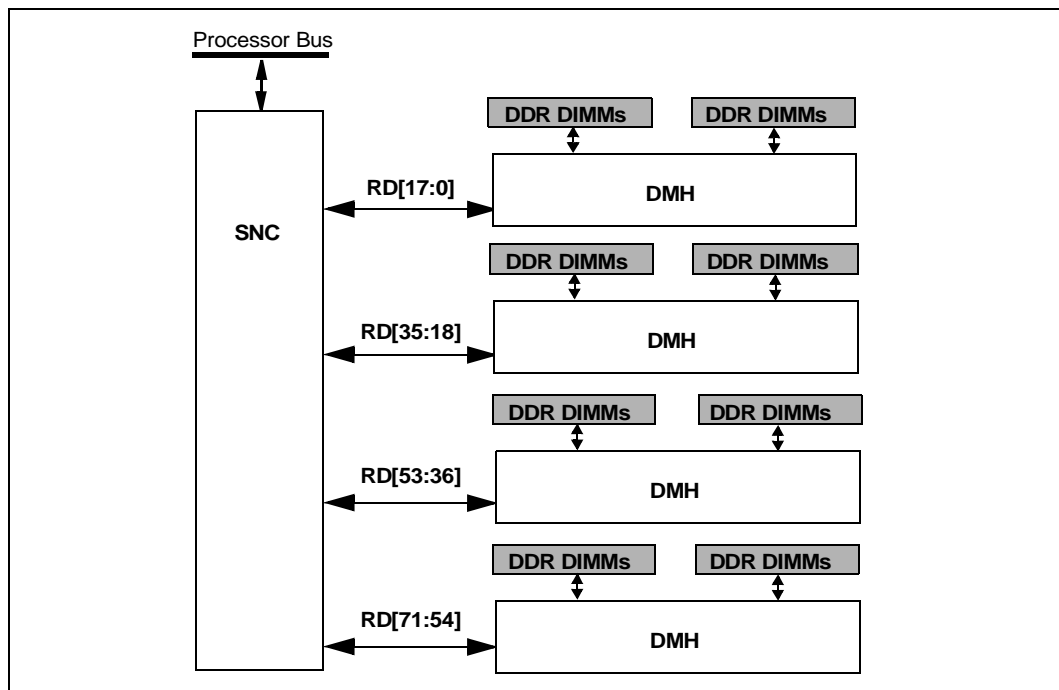 Processor Bus
DDR DIMMs
DDR DIMMs
RD[17:0]
DMH
SNC
DDR DIMMs
DDR DIMMs
RD[35:18]
DMH
DDR DIMMs
DDR DIMMs
RD[53:36]
DMH
DDR DIMMs
DDR DIMMs
RD[71:54]
DMH